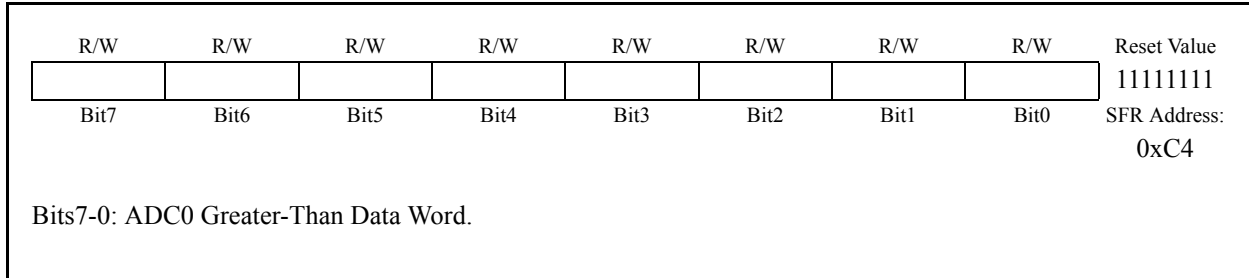 R/W R/W R/W R/W R/W R/W R/W R/W Reset Value
11111111
Bit7 Bit6 Bit5 Bit4 Bit3 Bit2 Bit1 Bit0 SFR Address:
0xC4
Bits7-0: ADC0 Greater-Than Data Word.